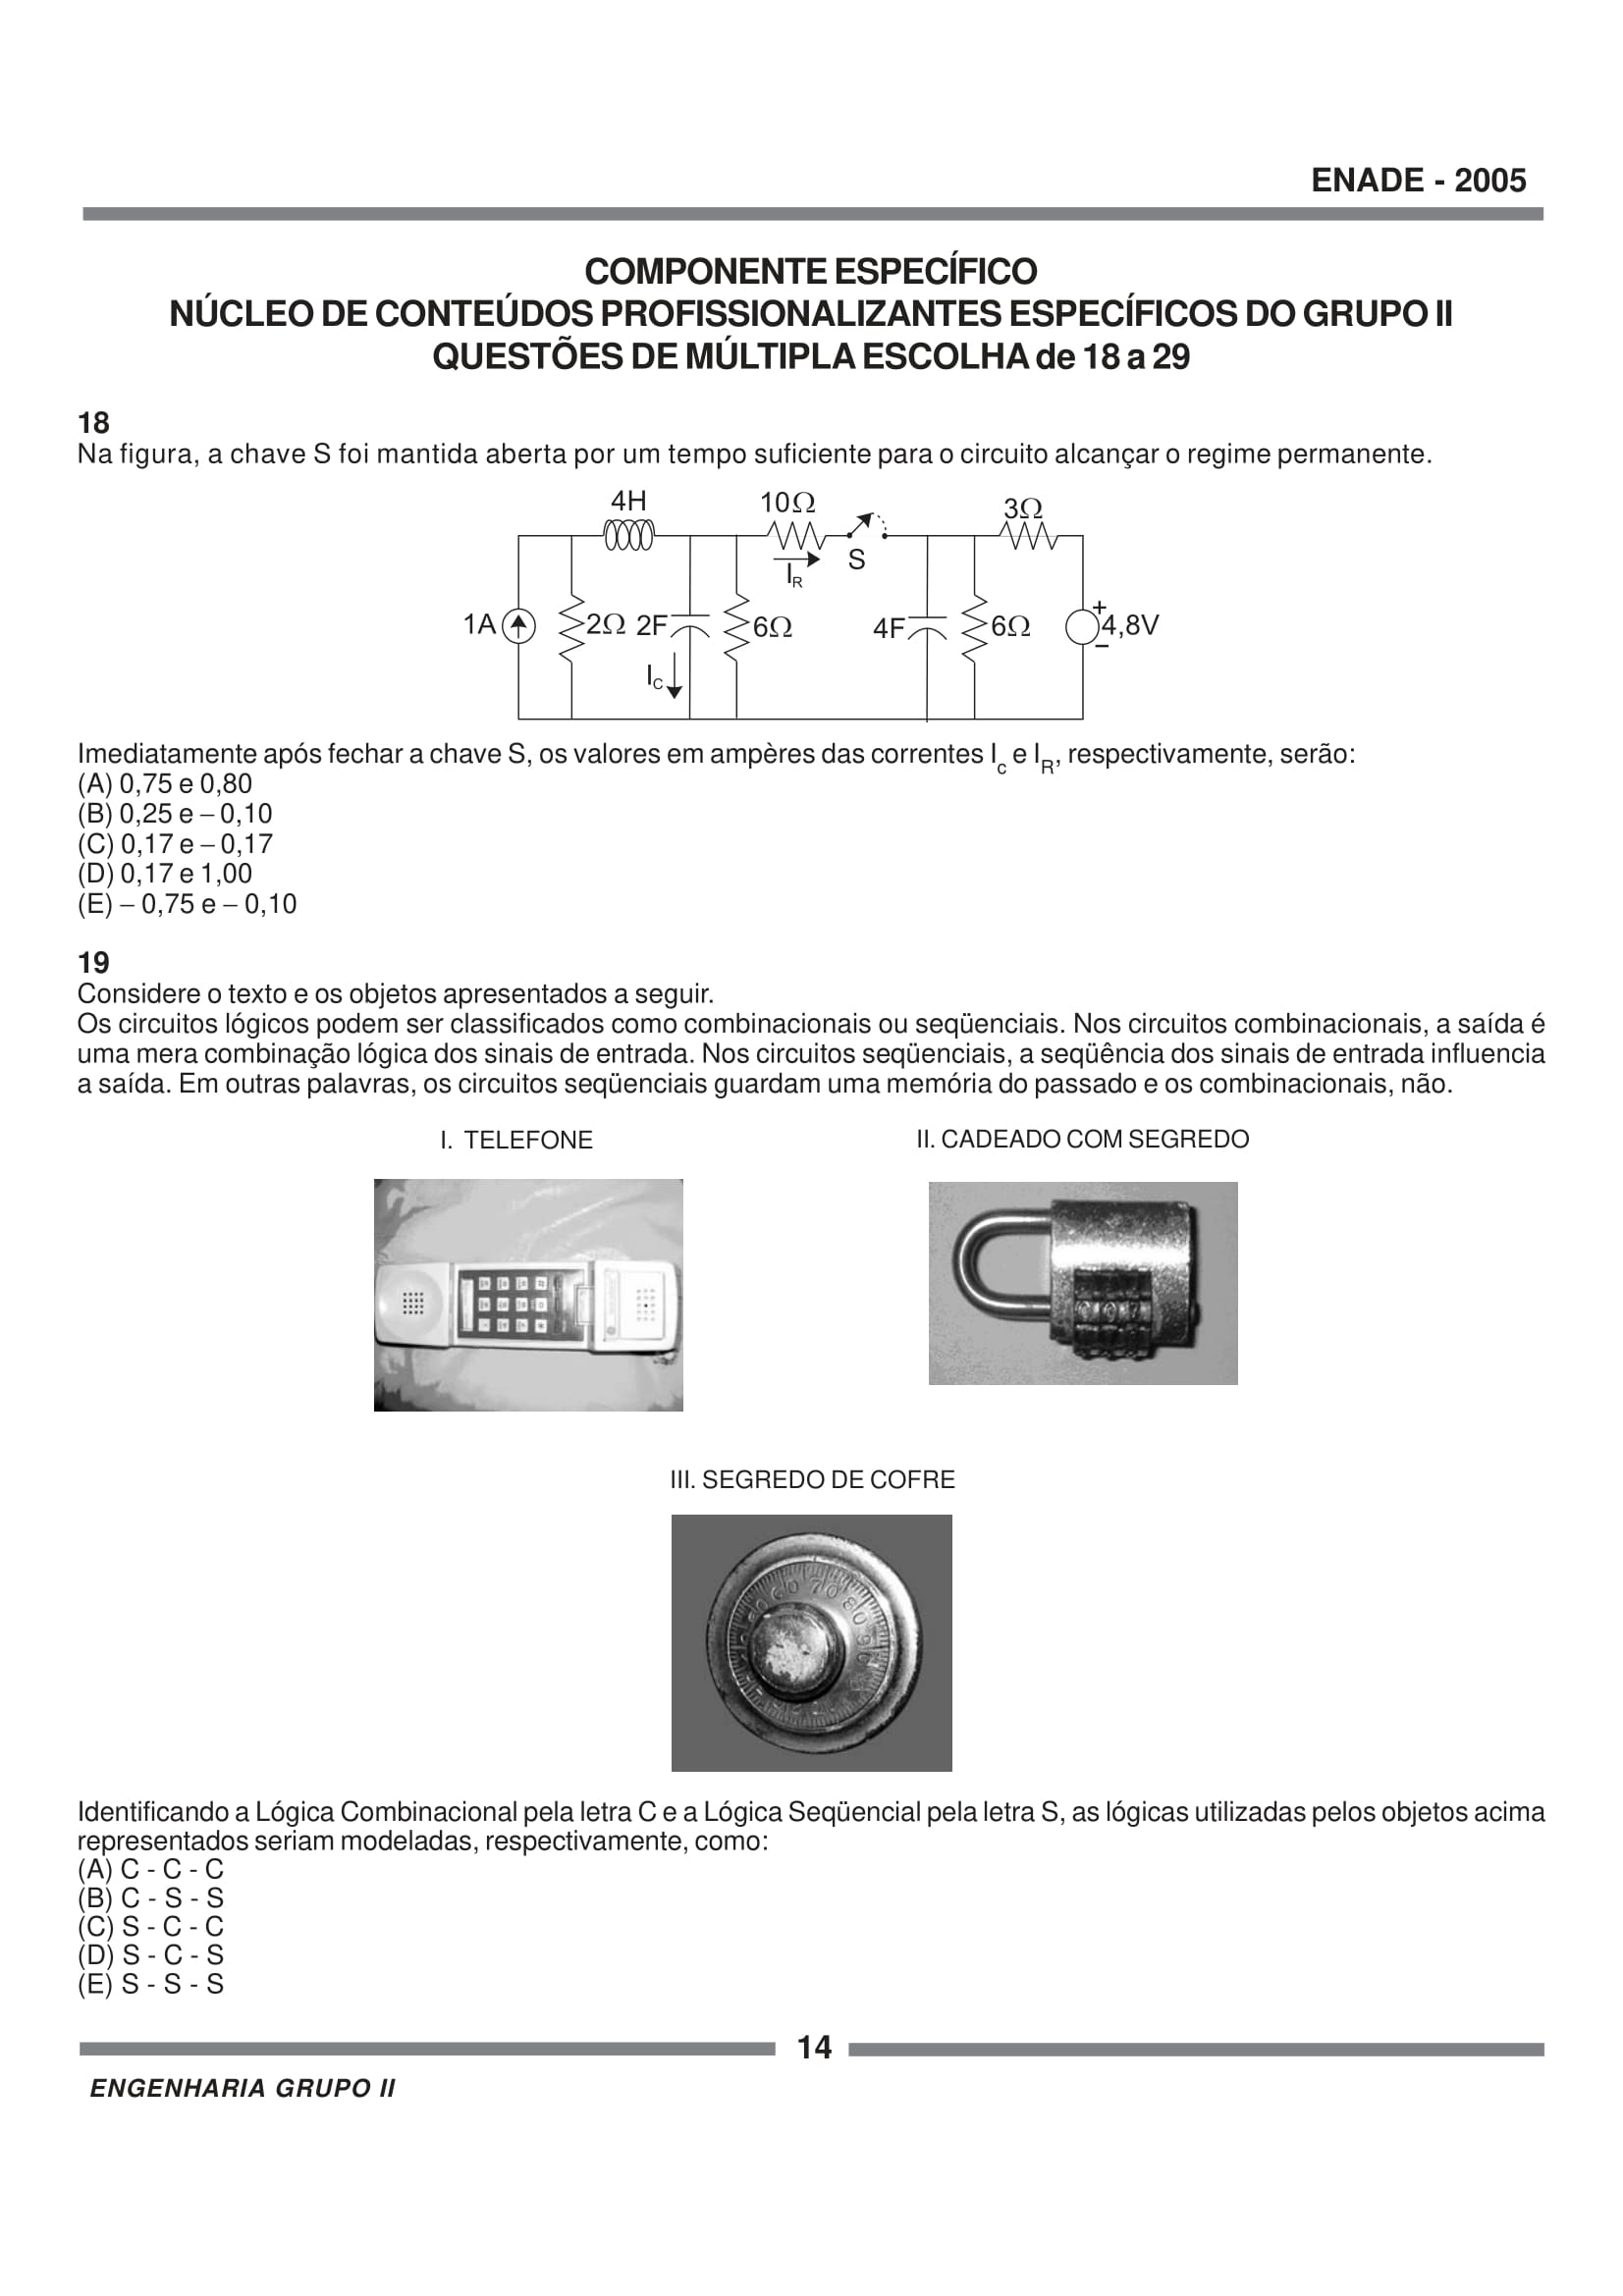 ENADE - 2005
COMPONENTE ESPECÍFICO
NÚCLEO DE CONTEÚDOS PROFISSIONALIZANTES ESPECÍFICOS DO GRUPO II
QUESTÕES DE MÚLTIPLA ESCOLHA de 18 a 29
18
Na figura, a chave S foi mantida aberta por um tempo suficiente para o circuito alcançar o regime permanente.
4H 10Ω 3Ω
S
I_R
1A 2Ω 2F 6Ω 4F 6Ω + 4,8V –
I_C
Imediatamente após fechar a chave S, os valores em ampères das correntes I_c e I_R, respectivamente, serão:
(A) 0,75 e 0,80
(B) 0,25 e – 0,10
(C) 0,17 e – 0,17
(D) 0,17 e 1,00
(E) – 0,75 e – 0,10
19
Considere o texto e os objetos apresentados a seguir.
Os circuitos lógicos podem ser classificados como combinacionais ou seqüenciais. Nos circuitos combinacionais, a saída é
uma mera combinação lógica dos sinais de entrada. Nos circuitos seqüenciais, a seqüência dos sinais de entrada influencia
a saída. Em outras palavras, os circuitos seqüenciais guardam uma memória do passado e os combinacionais, não.
I. TELEFONE
II. CADEADO COM SEGREDO
III. SEGREDO DE COFRE
60 70 80
Identificando a Lógica Combinacional pela letra C e a Lógica Seqüencial pela letra S, as lógicas utilizadas pelos objetos acima
representados seriam modeladas, respectivamente, como:
(A) C - C - C
(B) C - S - S
(C) S - C - C
(D) S - C - S
(E) S - S - S
14
ENGENHARIA GRUPO II